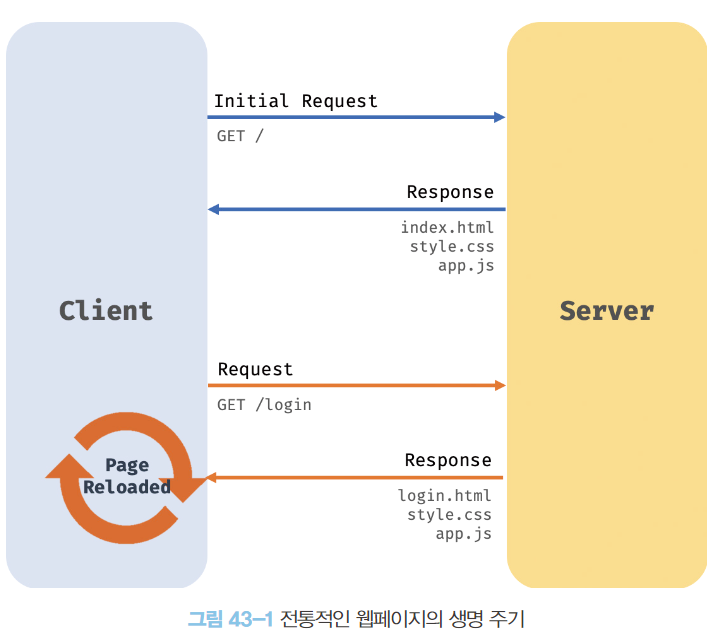 Initial Request
GET /
Response
index.html
style.css
app.js
Client
Server
Request
GET /login
Page
Reloaded
Response
login.html
style.css
app.js
그림 43-1 전통적인 웹페이지의 생명 주기